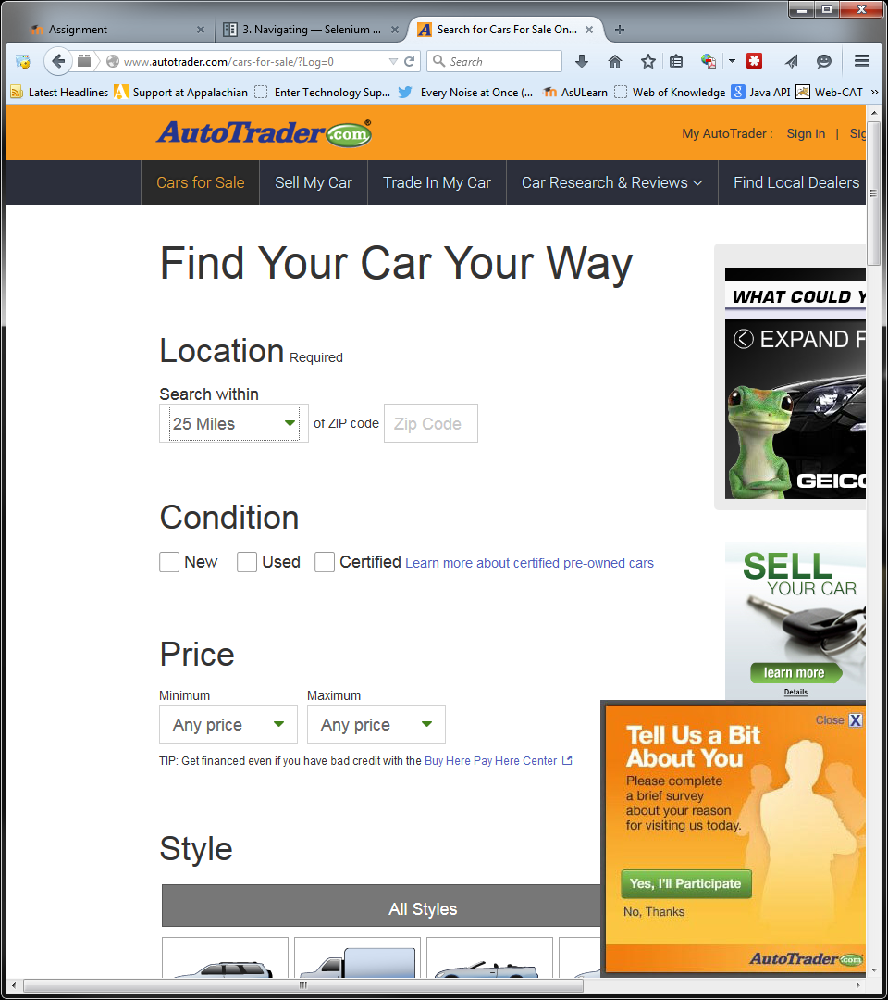 Assignment
3. Navigating — Selenium ...
Search for Cars For Sale On...
www.autotrader.com/cars-for-sale/?Log=0
Search
Latest Headlines
Support at Appalachian
Enter Technology Sup...
Every Noise at Once (...
AsULearn
Web of Knowledge
Java API
Web-CAT
AutoTrader.com®
My AutoTrader :
Sign in
|
Sig
Cars for Sale
Sell My Car
Trade In My Car
Car Research & Reviews
Find Local Dealers
Find Your Car Your Way
Location Required
Search within
25 Miles
of ZIP code
Zip Code
Condition
New
Used
Certified
Learn more about certified pre-owned cars
Price
Minimum
Maximum
Any price
Any price
TIP: Get financed even if you have bad credit with the Buy Here Pay Here Center
Style
All Styles
WHAT COULD Y
EXPAND F
GEIC
SELL
YOUR CAR
learn more
Details
Close X
Tell Us a Bit
About You
Please complete
a brief survey
about your reason
for visiting us today.
Yes, I'll Participate
No, Thanks
AutoTrader.com